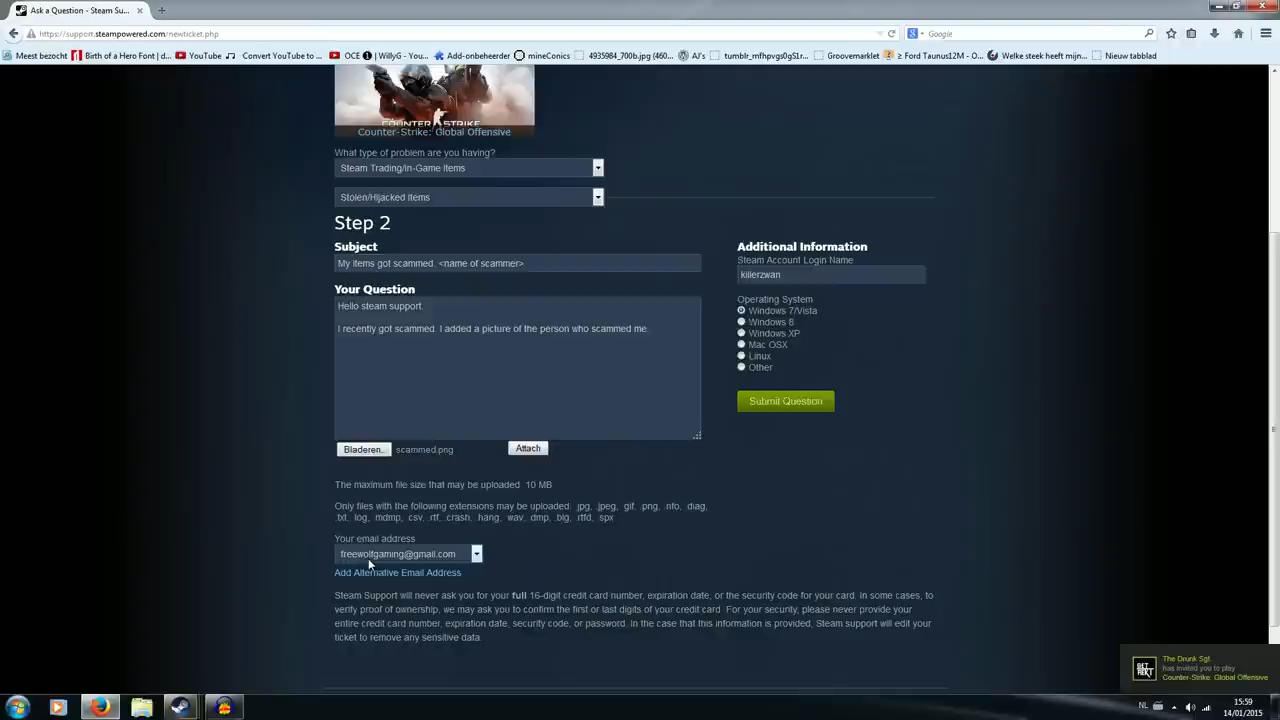 Ask a Question - Steam Su...
https://support.steampowered.com/newticket.php
Google
Meest bezocht
Birth of a Hero Font | d...
YouTube
Convert YouTube to ...
OCE
| WillyG - You...
Add-onbeheerder
mineConics
4935984_700b.jpg (460...
AJ's
tumblr_mfhpvgs0gS1r...
Groovemarklet
≥ Ford Taunus12M - O...
Welke steek heeft mijn...
Nieuw tabblad
COUNTER STRIKE
Counter-Strike: Global Offensive
What type of problem are you having?
Steam Trading/In-Game Items
Stolen/Hijacked Items
Step 2
Subject
My items got scammed. <name of scammer>
Your Question
Hello steam support.
I recently got scammed. I added a picture of the person who scammed me.
Additional Information
Steam Account Login Name
killerzwan
Operating System
Windows 7/Vista
Windows 8
Windows XP
Mac OSX
Linux
Other
Submit Question
Bladeren..
scammed.png
Attach
The maximum file size that may be uploaded 10 MB
Only files with the following extensions may be uploaded: .jpg, .jpeg, .gif, .png, .nfo, .diag,
.txt, .log, .mdmp, .csv, .rtf, .crash, .hang, .wav, .dmp, .blg, .rtfd, .spx
Your email address
freewolfgaming@gmail.com
Add Alternative Email Address
Steam Support will never ask you for your full 16-digit credit card number, expiration date, or the security code for your card. In some cases, to
verify proof of ownership, we may ask you to confirm the first or last digits of your credit card. For your security, please never provide your
entire credit card number, expiration date, security code, or password. In the case that this information is provided, Steam support will edit your
ticket to remove any sensitive data.
GET
REKT
The Drunk Sgt.
has invited you to play
Counter-Strike: Global Offensive
NL
15:59
14/01/2015